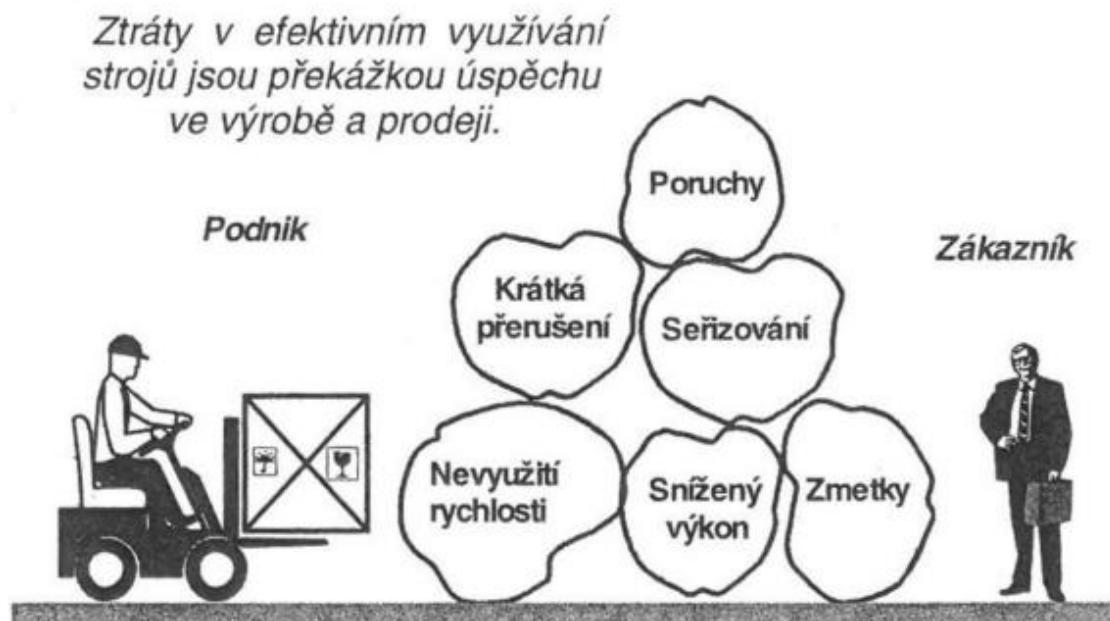 Ztráty v efektivním využívání
strojů jsou překážkou úspěchu
ve výrobě a prodeji.
Poruchy
Podnik
Zákazník
Krátká
přerušení
Seřizování
Nevyužití
rychlosti
Snížený
výkon
Zmetky